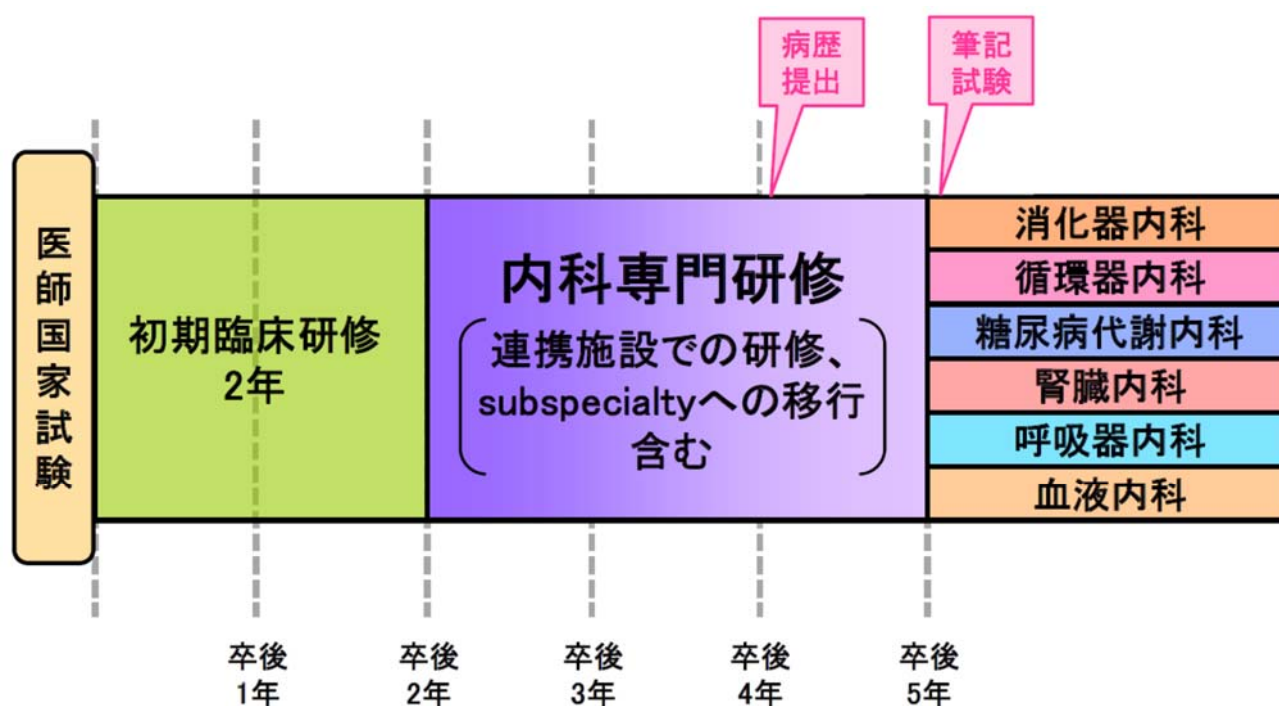 病歴
提出
筆記
試験
医師国家試験
初期臨床研修
2年
内科専門研修
連携施設での研修、
subspecialtyへの移行
含む
消化器内科
循環器内科
糖尿病代謝内科
腎臓内科
呼吸器内科
血液内科
卒後
1年
卒後
2年
卒後
3年
卒後
4年
卒後
5年